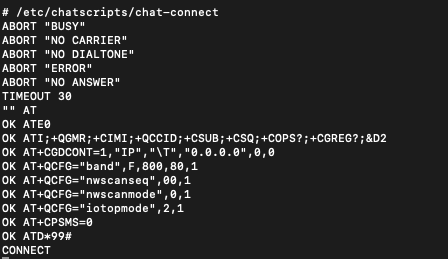 # /etc/chatscripts/chat-connect
ABORT "BUSY"
ABORT "NO CARRIER"
ABORT "NO DIALTONE"
ABORT "ERROR"
ABORT "NO ANSWER"
TIMEOUT 30
"" AT
OK ATE0
OK ATI;+QGMR;+CIMI;+QCCID;+CSUB;+CSQ;+COPS?;+CGREG?;&D2
OK AT+CGDCONT=1,"IP","\T","0.0.0.0",0,0
OK AT+QCFG="band",F,800,80,1
OK AT+QCFG="nwscanseq",00,1
OK AT+QCFG="nwscanmode",0,1
OK AT+QCFG="iotopmode",2,1
OK AT+CPSMS=0
OK ATD*99#
CONNECT